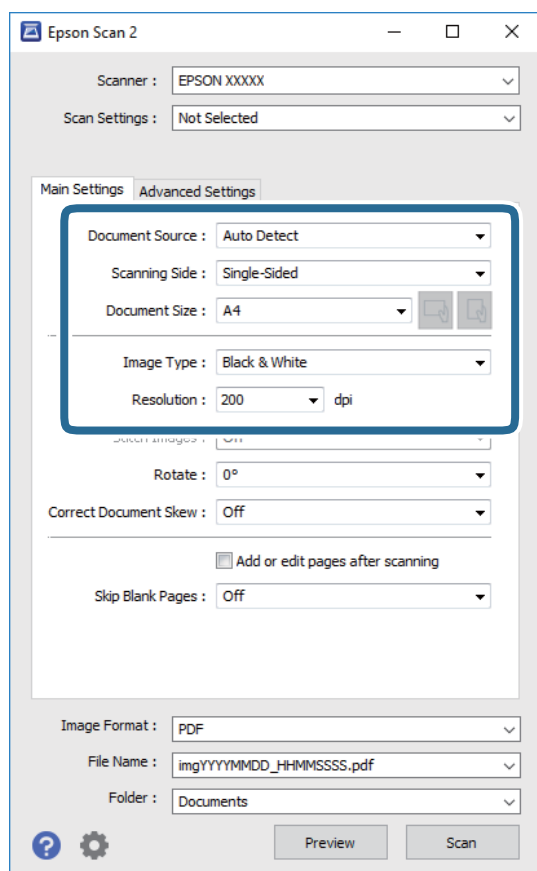 Epson Scan 2
Scanner : EPSON XXXXX
Scan Settings : Not Selected
Main Settings Advanced Settings
Document Source : Auto Detect
Scanning Side : Single-Sided
Document Size : A4
Image Type : Black & White
Resolution : 200 dpi
Stitch Images : On
Rotate : 0°
Correct Document Skew : Off
Add or edit pages after scanning
Skip Blank Pages : Off
Image Format : PDF
File Name : imgYYYYMMDD_HHMMSSSS.pdf
Folder : Documents
? Preview Scan